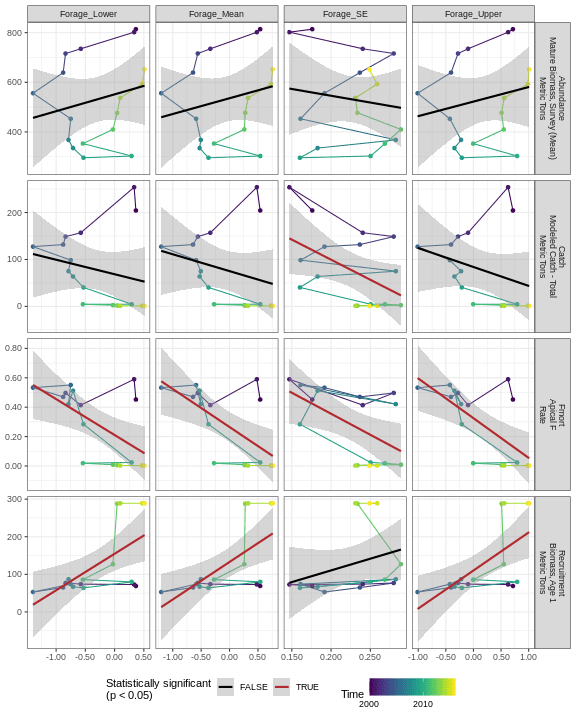 Forage_Lower Forage_Mean Forage_SE Forage_Upper
800
600
400
Abundance
Mature Biomass, Survey (Mean)
Metric Tons
200
100
0
Catch
Modelled Catch - Total
Metric Tons
0.80
0.60
0.40
0.20
0.00
Fmort
Apical F
Rate
300
200
100
0
Recruitment
Biomass, Age 1
Metric Tons
-1.00 -0.50 0.00 0.50 -1.00 -0.50 0.00 0.50 0.150 0.200 0.250 -1.00 -0.50 0.00 0.50 1.00
Statistically significant
(p < 0.05)
FALSE TRUE
Time
2000 2010